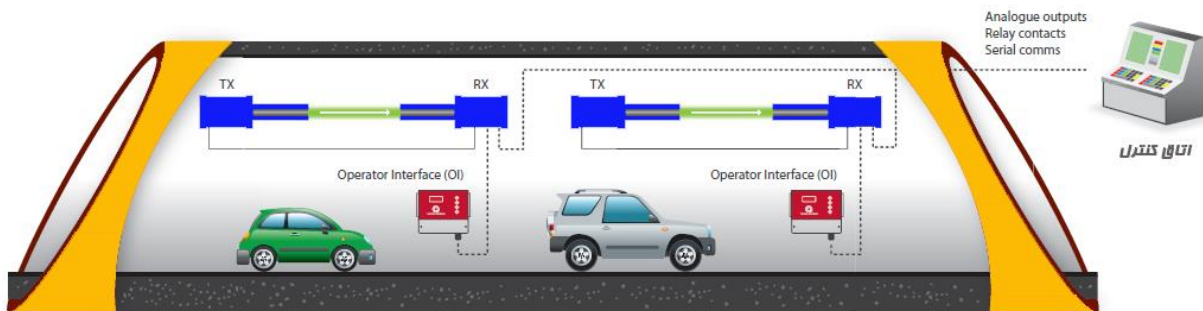 Analogue outputs
Relay contacts
Serial comms
TX
RX
TX
RX
اتاق کنترل
Operator Interface (OI)
Operator Interface (OI)